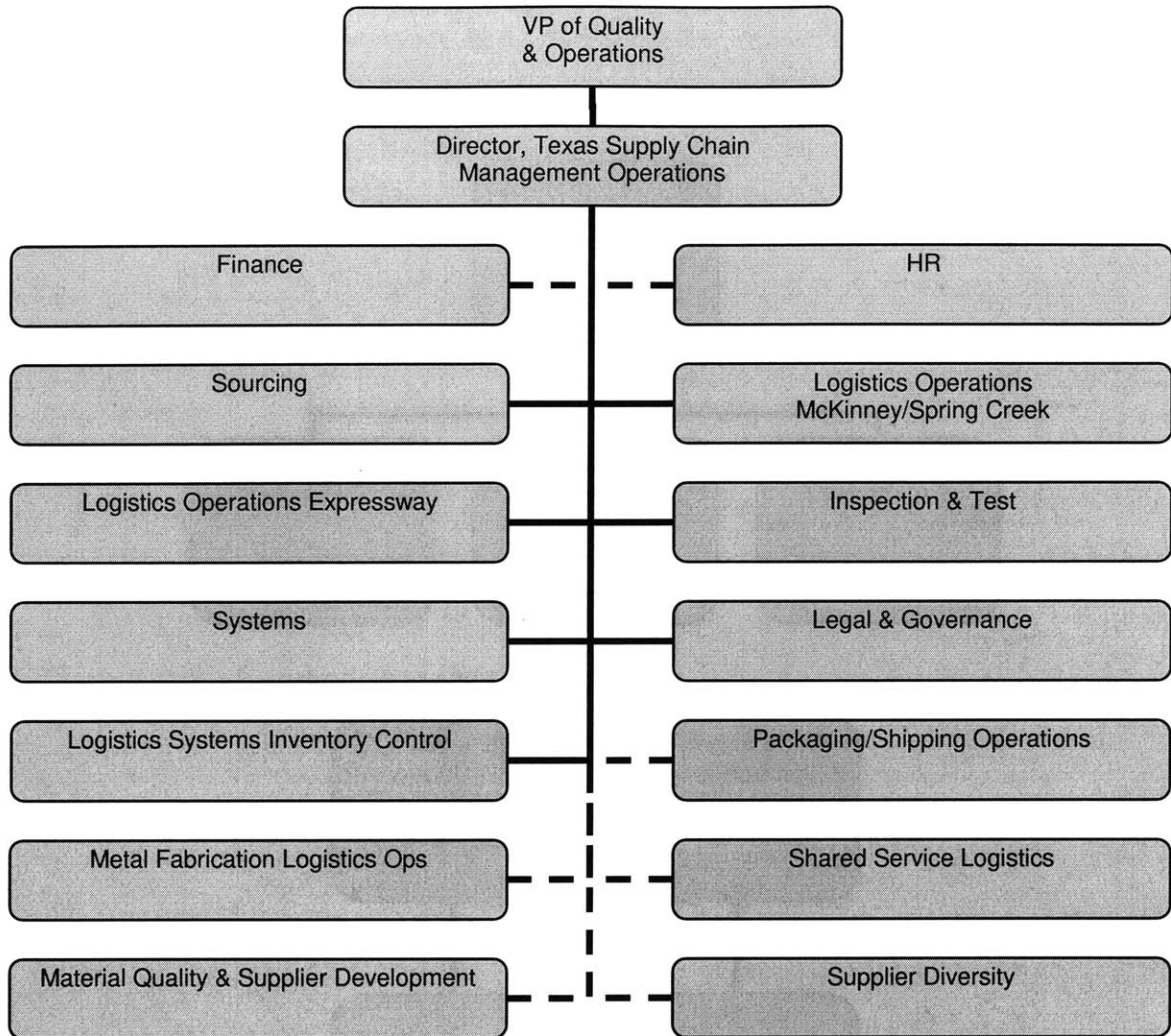 VP of Quality
& Operations
Director, Texas Supply Chain
Management Operations
Finance
HR
Sourcing
Logistics Operations
McKinney/Spring Creek
Logistics Operations Expressway
Inspection & Test
Systems
Legal & Governance
Logistics Systems Inventory Control
Packaging/Shipping Operations
Metal Fabrication Logistics Ops
Shared Service Logistics
Material Quality & Supplier Development
Supplier Diversity